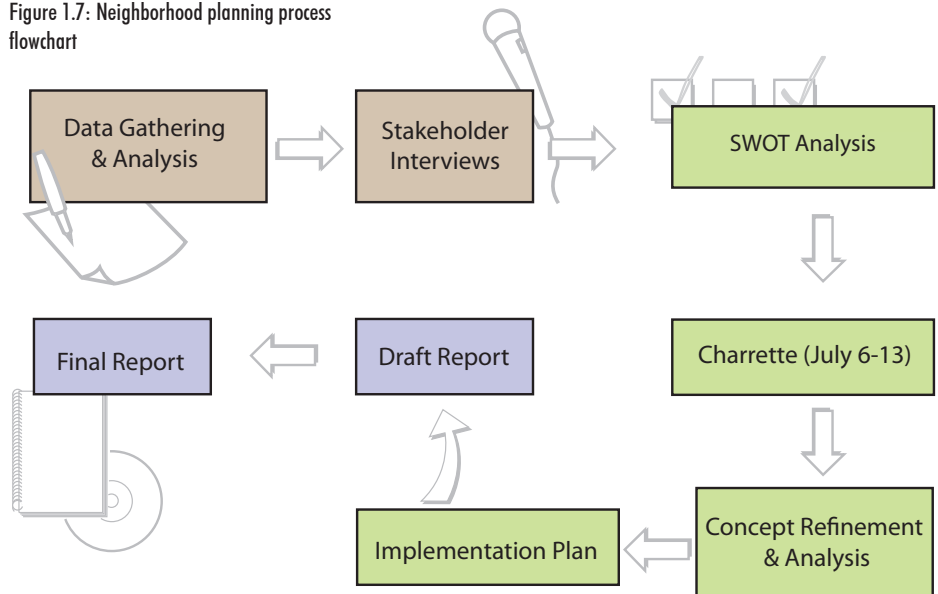 Figure 1.7: Neighborhood planning process
flowchart
Data Gathering
& Analysis
Stakeholder
Interviews
SWOT Analysis
Charrette (July 6-13)
Concept Refinement
& Analysis
Implementation Plan
Draft Report
Final Report